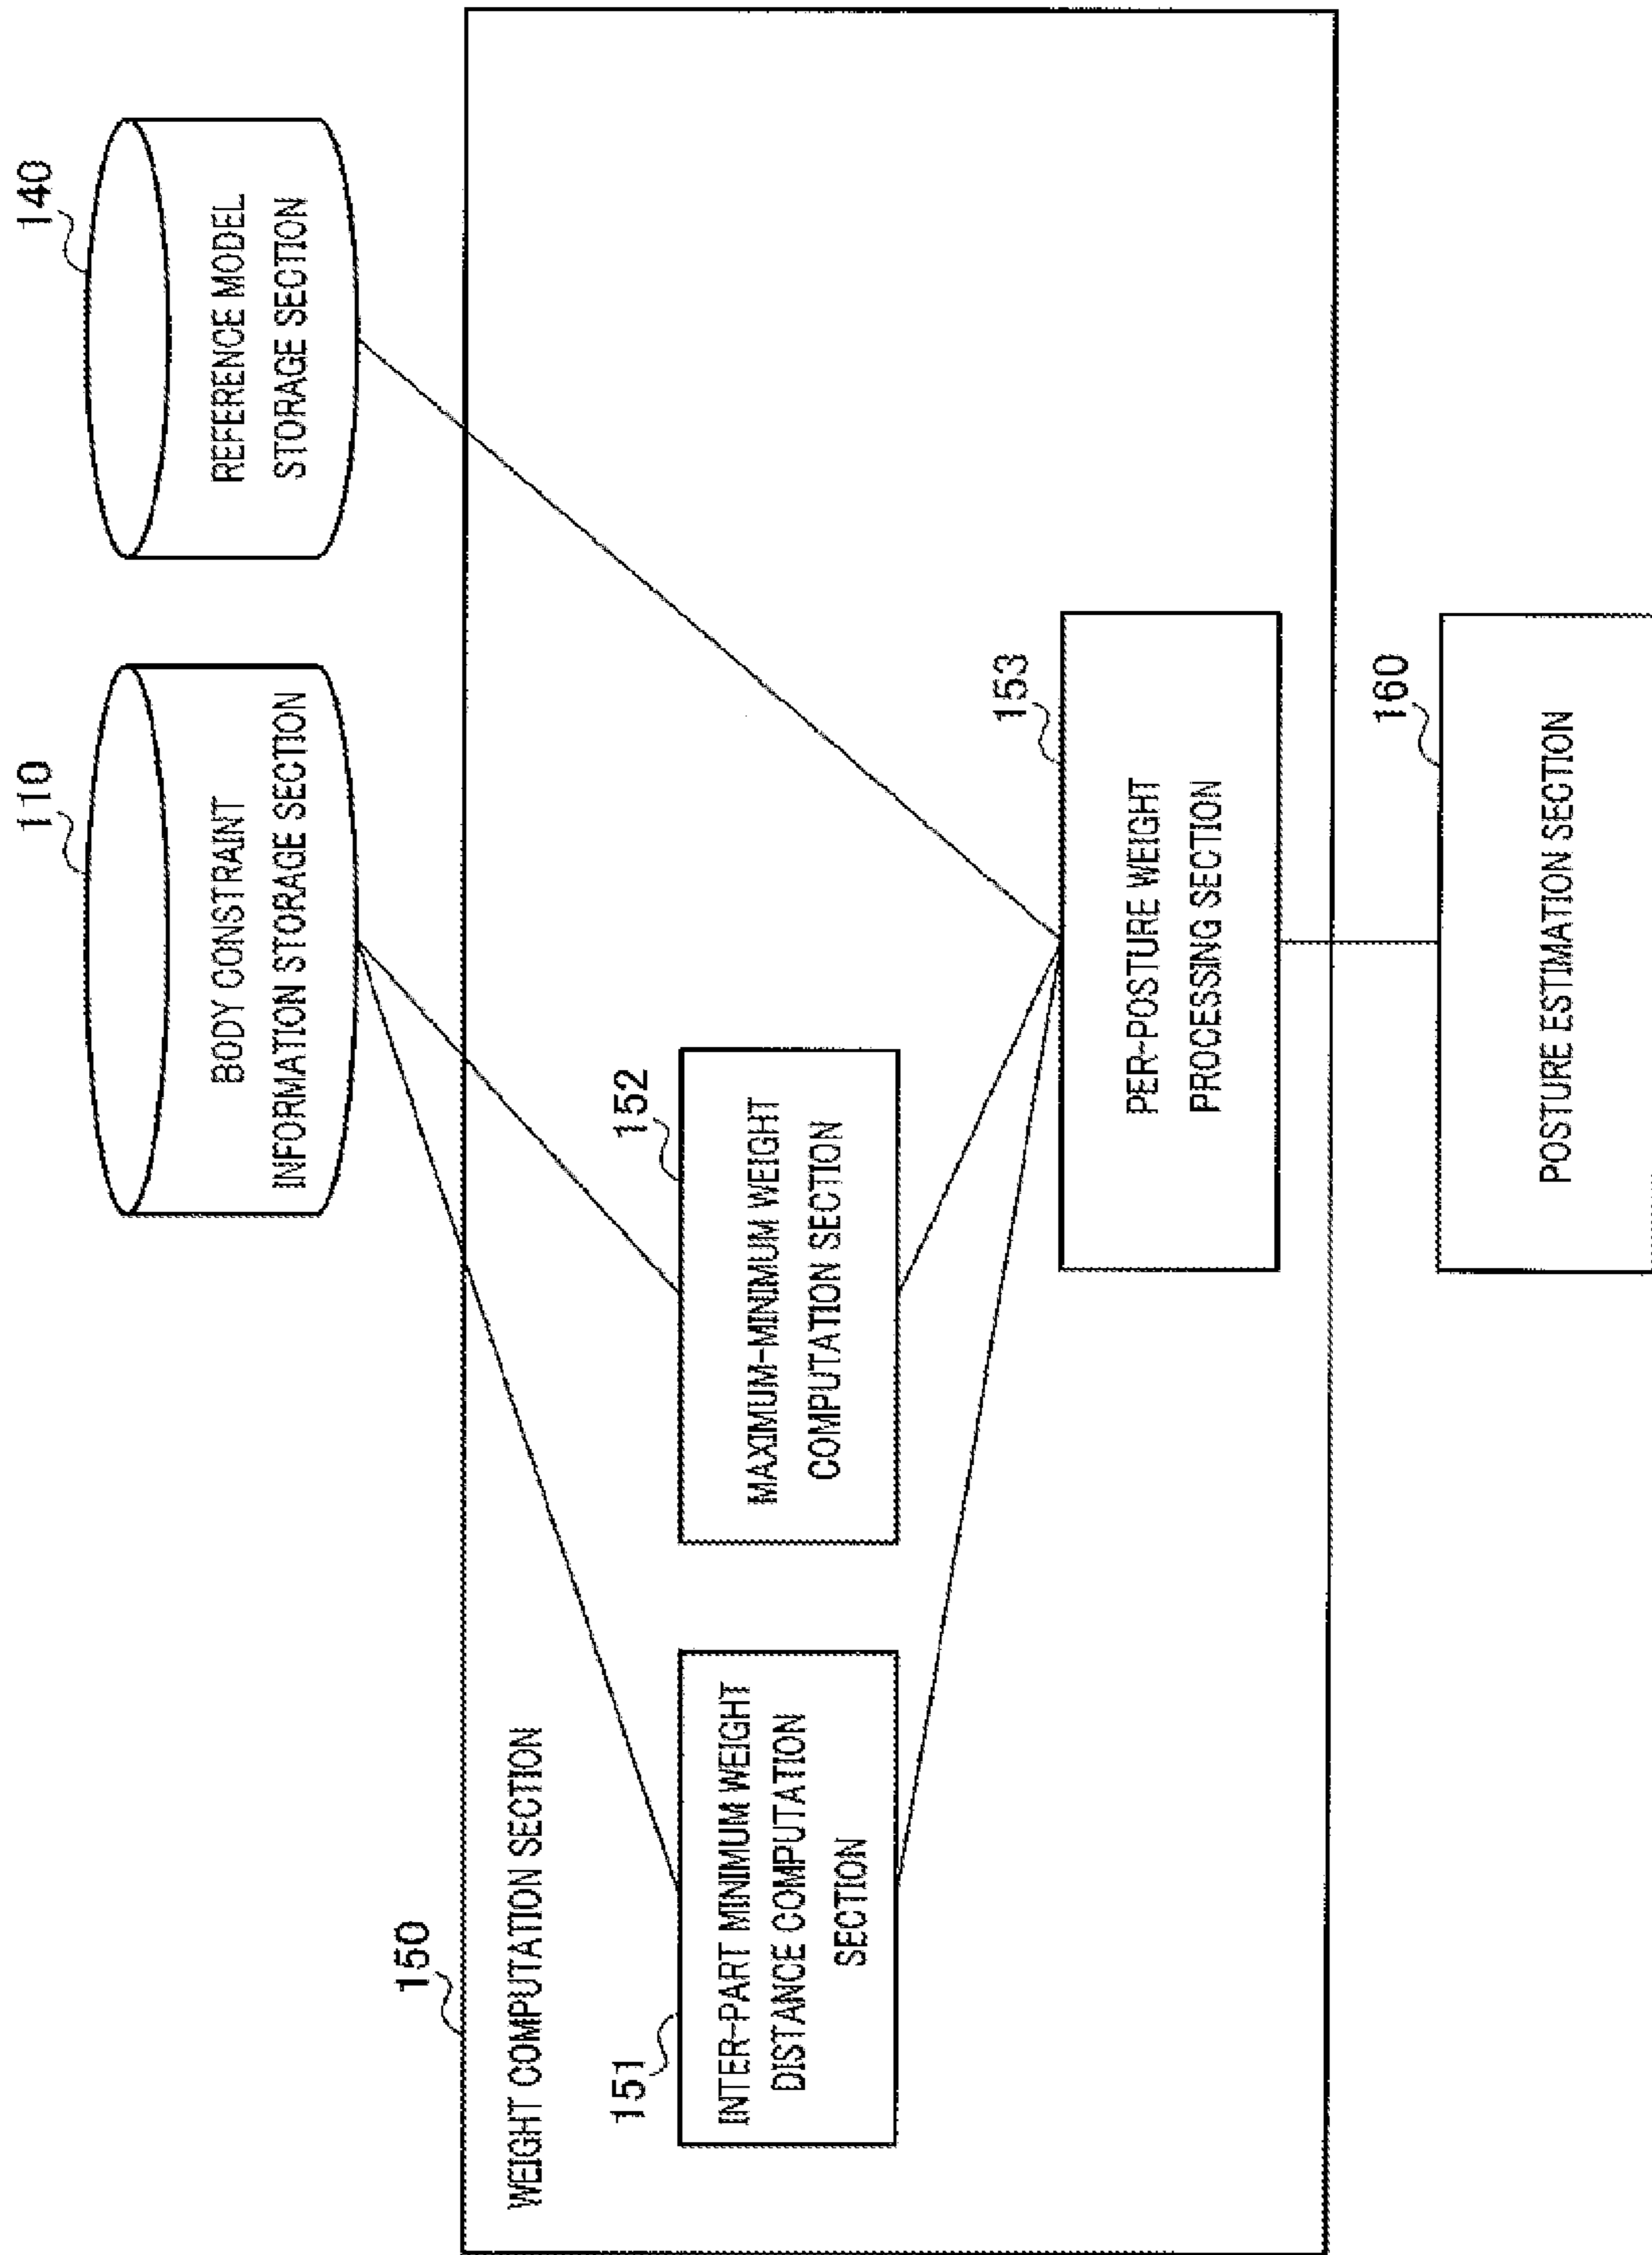 110
BODY CONSTRAINT
INFORMATION STORAGE SECTION
140
REFERENCE MODEL
STORAGE SECTION
150
WEIGHT COMPUTATION SECTION
151
INTER-PART MINIMUM WEIGHT
DISTANCE COMPUTATION
SECTION
152
MAXIMUM-MINIMUM WEIGHT
COMPUTATION SECTION
153
PER-POSTURE WEIGHT
PROCESSING SECTION
160
POSTURE ESTIMATION SECTION